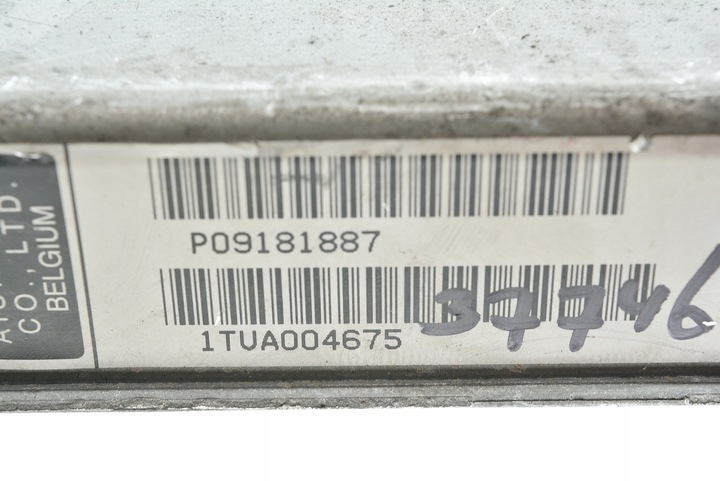 P09181887
1TUA004675
37746
CO., LTD.
BELGIUM